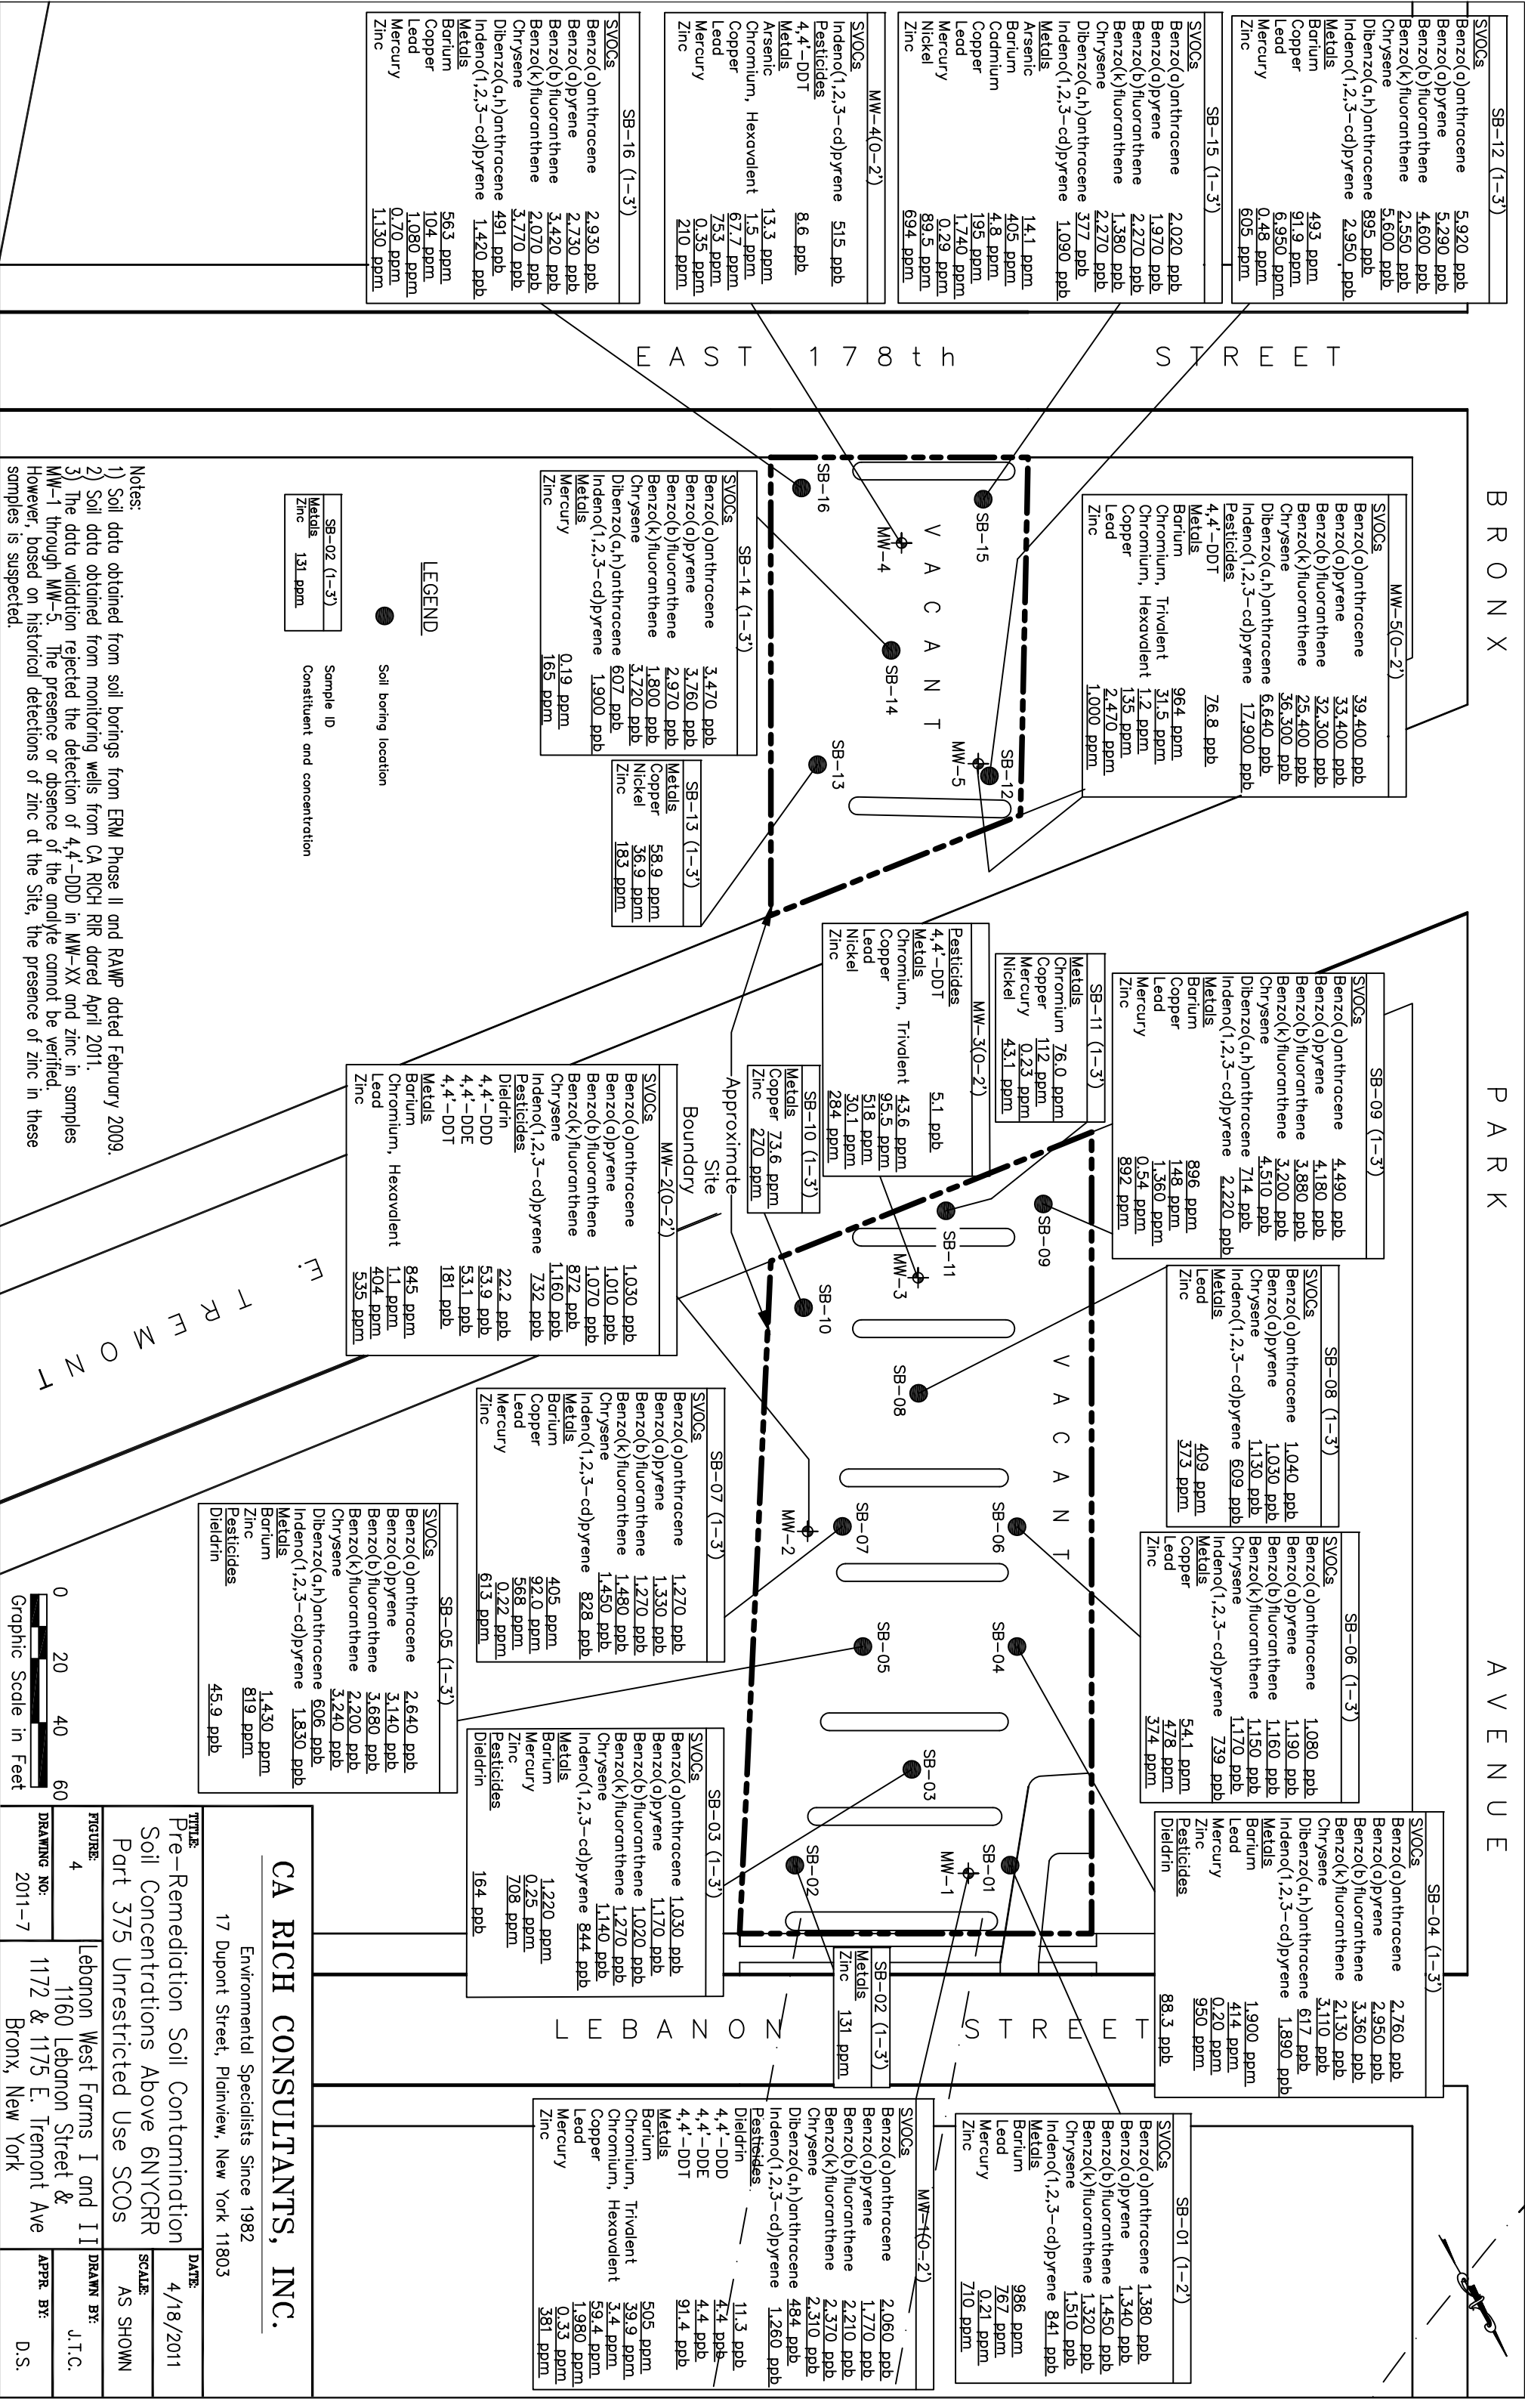 BRONX PARK AVENUE
EAST 178th STREET
LEBANON STREET
E. TREMONT
VACANT
VACANT
SB-12 (1-3')
SVOCs
Benzo(a)anthracene 5,920 ppb
Benzo(a)pyrene 5,290 ppb
Benzo(b)fluoranthene 4,600 ppb
Benzo(k)fluoranthene 2,550 ppb
Chrysene 5,600 ppb
Dibenzo(a,h)anthracene 895 ppb
Indeno(1,2,3-cd)pyrene 2,950 ppb
Metals
Barium 493 ppm
Copper 91.9 ppm
Lead 6,950 ppm
Mercury 0.48 ppm
Zinc 605 ppm
SB-15 (1-3')
SVOCs
Benzo(a)anthracene 2,020 ppb
Benzo(a)pyrene 1,970 ppb
Benzo(b)fluoranthene 2,270 ppb
Benzo(k)fluoranthene 1,380 ppb
Chrysene 2,270 ppb
Dibenzo(a,h)anthracene 377 ppb
Indeno(1,2,3-cd)pyrene 1,090 ppb
Metals
Arsenic 14.1 ppm
Barium 405 ppm
Cadmium 4.8 ppm
Copper 195 ppm
Lead 1,740 ppm
Mercury 0.29 ppm
Nickel 89.5 ppm
Zinc 694 ppm
MW-4(0-2')
SVOCs
Indeno(1,2,3-cd)pyrene 515 ppb
Pesticides
4,4'-DDT 8.6 ppb
Metals
Arsenic 13.3 ppm
Chromium, Hexavalent 1.5 ppm
Copper 67.7 ppm
Lead 753 ppm
Mercury 0.35 ppm
Zinc 210 ppm
SB-16 (1-3')
SVOCs
Benzo(a)anthracene 2,930 ppb
Benzo(a)pyrene 2,730 ppb
Benzo(b)fluoranthene 3,420 ppb
Benzo(k)fluoranthene 2,070 ppb
Chrysene 3,770 ppb
Dibenzo(a,h)anthracene 491 ppb
Indeno(1,2,3-cd)pyrene 1,420 ppb
Metals
Barium 563 ppm
Copper 104 ppm
Lead 1,080 ppm
Mercury 0.70 ppm
Zinc 1,130 ppm
MW-5(0-2')
SVOCs
Benzo(a)anthracene 39,400 ppb
Benzo(a)pyrene 33,400 ppb
Benzo(b)fluoranthene 32,300 ppb
Benzo(k)fluoranthene 25,400 ppb
Chrysene 36,300 ppb
Dibenzo(a,h)anthracene 6,640 ppb
Indeno(1,2,3-cd)pyrene 17,900 ppb
Pesticides
4,4'-DDT 76.8 ppb
Metals
Barium 964 ppm
Chromium, Trivalent 31.5 ppm
Chromium, Hexavalent 1.2 ppm
Copper 135 ppm
Lead 2,470 ppm
Zinc 1,000 ppm
SB-14 (1-3')
SVOCs
Benzo(a)anthracene 3,470 ppb
Benzo(a)pyrene 3,760 ppb
Benzo(b)fluoranthene 2,970 ppb
Benzo(k)fluoranthene 1,800 ppb
Chrysene 3,720 ppb
Dibenzo(a,h)anthracene 607 ppb
Indeno(1,2,3-cd)pyrene 1,900 ppb
Metals
Mercury 0.19 ppm
Zinc 165 ppm
SB-13 (1-3')
Metals
Copper 58.9 ppm
Nickel 36.9 ppm
Zinc 183 ppm
SB-09 (1-3')
SVOCs
Benzo(a)anthracene 4,490 ppb
Benzo(a)pyrene 4,180 ppb
Benzo(b)fluoranthene 3,880 ppb
Benzo(k)fluoranthene 3,200 ppb
Chrysene 4,510 ppb
Dibenzo(a,h)anthracene 714 ppb
Indeno(1,2,3-cd)pyrene 2,220 ppb
Metals
Barium 896 ppm
Copper 148 ppm
Lead 1,360 ppm
Mercury 0.54 ppm
Zinc 892 ppm
SB-11 (1-3')
Metals
Chromium 76.0 ppm
Copper 112 ppm
Mercury 0.23 ppm
Nickel 43.1 ppm
MW-3(0-2')
Pesticides
4,4'-DDT 5.1 ppb
Metals
Chromium, Trivalent 43.6 ppm
Copper 95.5 ppm
Lead 518 ppm
Nickel 30.1 ppm
Zinc 284 ppm
SB-10 (1-3')
Metals
Copper 73.6 ppm
Zinc 270 ppm
Approximate
Site
Boundary
MW-2(0-2')
SVOCs
Benzo(a)anthracene 1,030 ppb
Benzo(a)pyrene 1,010 ppb
Benzo(b)fluoranthene 1,070 ppb
Benzo(k)fluoranthene 872 ppb
Chrysene 1,160 ppb
Indeno(1,2,3-cd)pyrene 732 ppb
Pesticides
Dieldrin 22.2 ppb
4,4'-DDD 53.9 ppb
4,4'-DDE 53.1 ppb
4,4'-DDT 181 ppb
Metals
Barium 845 ppm
Chromium, Hexavalent 1.1 ppm
Lead 404 ppm
Zinc 535 ppm
SB-08 (1-3')
SVOCs
Benzo(a)anthracene 1,040 ppb
Benzo(a)pyrene 1,030 ppb
Chrysene 1,130 ppb
Indeno(1,2,3-cd)pyrene 609 ppb
Metals
Lead 409 ppm
Zinc 373 ppm
SB-06 (1-3')
SVOCs
Benzo(a)anthracene 1,080 ppb
Benzo(a)pyrene 1,190 ppb
Benzo(b)fluoranthene 1,160 ppb
Benzo(k)fluoranthene 1,150 ppb
Chrysene 1,170 ppb
Indeno(1,2,3-cd)pyrene 739 ppb
Metals
Copper 54.1 ppm
Lead 478 ppm
Zinc 374 ppm
SB-07 (1-3')
SVOCs
Benzo(a)anthracene 1,270 ppb
Benzo(a)pyrene 1,330 ppb
Benzo(b)fluoranthene 1,270 ppb
Benzo(k)fluoranthene 1,480 ppb
Chrysene 1,450 ppb
Indeno(1,2,3-cd)pyrene 828 ppb
Metals
Barium 405 ppm
Copper 92.0 ppm
Lead 568 ppm
Mercury 0.22 ppm
Zinc 613 ppm
SB-05 (1-3')
SVOCs
Benzo(a)anthracene 2,640 ppb
Benzo(a)pyrene 3,140 ppb
Benzo(b)fluoranthene 3,680 ppb
Benzo(k)fluoranthene 2,200 ppb
Chrysene 3,240 ppb
Dibenzo(a,h)anthracene 606 ppb
Indeno(1,2,3-cd)pyrene 1,830 ppb
Metals
Barium 1,430 ppm
Zinc 819 ppm
Pesticides
Dieldrin 45.9 ppb
SB-04 (1-3')
SVOCs
Benzo(a)anthracene 2,760 ppb
Benzo(a)pyrene 2,950 ppb
Benzo(b)fluoranthene 3,360 ppb
Benzo(k)fluoranthene 2,130 ppb
Chrysene 3,110 ppb
Dibenzo(a,h)anthracene 617 ppb
Indeno(1,2,3-cd)pyrene 1,890 ppb
Metals
Barium 1,900 ppm
Lead 414 ppm
Mercury 0.20 ppm
Zinc 950 ppm
Pesticides
Dieldrin 88.3 ppb
SB-03 (1-3')
SVOCs
Benzo(a)anthracene 1,030 ppb
Benzo(a)pyrene 1,170 ppb
Benzo(b)fluoranthene 1,020 ppb
Benzo(k)fluoranthene 1,270 ppb
Chrysene 1,140 ppb
Indeno(1,2,3-cd)pyrene 844 ppb
Metals
Barium 1,220 ppm
Mercury 0.25 ppm
Zinc 708 ppm
Pesticides
Dieldrin 164 ppb
SB-02 (1-3')
Metals
Zinc 131 ppm
SB-01 (1-2')
SVOCs
Benzo(a)anthracene 1,380 ppb
Benzo(a)pyrene 1,340 ppb
Benzo(b)fluoranthene 1,450 ppb
Benzo(k)fluoranthene 1,320 ppb
Chrysene 1,510 ppb
Indeno(1,2,3-cd)pyrene 841 ppb
Metals
Barium 986 ppm
Lead 767 ppm
Mercury 0.21 ppm
Zinc 710 ppm
MW-1(0-2')
SVOCs
Benzo(a)anthracene 2,060 ppb
Benzo(a)pyrene 1,770 ppb
Benzo(b)fluoranthene 2,210 ppb
Benzo(k)fluoranthene 2,370 ppb
Chrysene 2,310 ppb
Dibenzo(a,h)anthracene 484 ppb
Indeno(1,2,3-cd)pyrene 1,260 ppb
Pesticides
Dieldrin 11.3 ppb
4,4'-DDD 4.4 ppb
4,4'-DDE 4.4 ppb
4,4'-DDT 91.4 ppb
Metals
Barium 505 ppm
Chromium, Trivalent 39.9 ppm
Chromium, Hexavalent 3.4 ppm
Copper 59.4 ppm
Lead 1,980 ppm
Mercury 0.33 ppm
Zinc 381 ppm
SB-15
SB-16
MW-4
SB-14
SB-12
MW-5
SB-13
SB-09
SB-11
MW-3
SB-10
SB-08
SB-06
SB-07
MW-2
SB-04
SB-05
SB-03
SB-01
MW-1
SB-02
LEGEND
Soil boring location
SB-02 (1-3')
Metals
Zinc 131 ppm
Sample ID
Constituent and concentration
Notes:
1) Soil data obtained from soil borings from ERM Phase II and RAWP dated February 2009.
2) Soil data obtained from monitoring wells from CA RICH RIR dared April 2011.
3) The data validation rejected the detection of 4,4'-DDD in MW-XX and zinc in samples
MW-1 through MW-5. The presence or absence of the analyte cannot be verified.
However, based on historical detections of zinc at the Site, the presence of zinc in these
samples is suspected.
0 20 40 60
Graphic Scale in Feet
CA RICH CONSULTANTS, INC.
Environmental Specialists Since 1982
17 Dupont Street, Plainview, New York 11803
TITLE:
Pre-Remediation Soil Contamination
Soil Concentrations Above 6NYCRR
Part 375 Unrestricted Use SCOs
DATE:
4/18/2011
SCALE:
AS SHOWN
FIGURE:
4
DRAWING NO:
2011-7
Lebanon West Farms I and II
1160 Lebanon Street &
1172 & 1175 E. Tremont Ave
Bronx, New York
DRAWN BY:
J.T.C.
APPR. BY:
D.S.